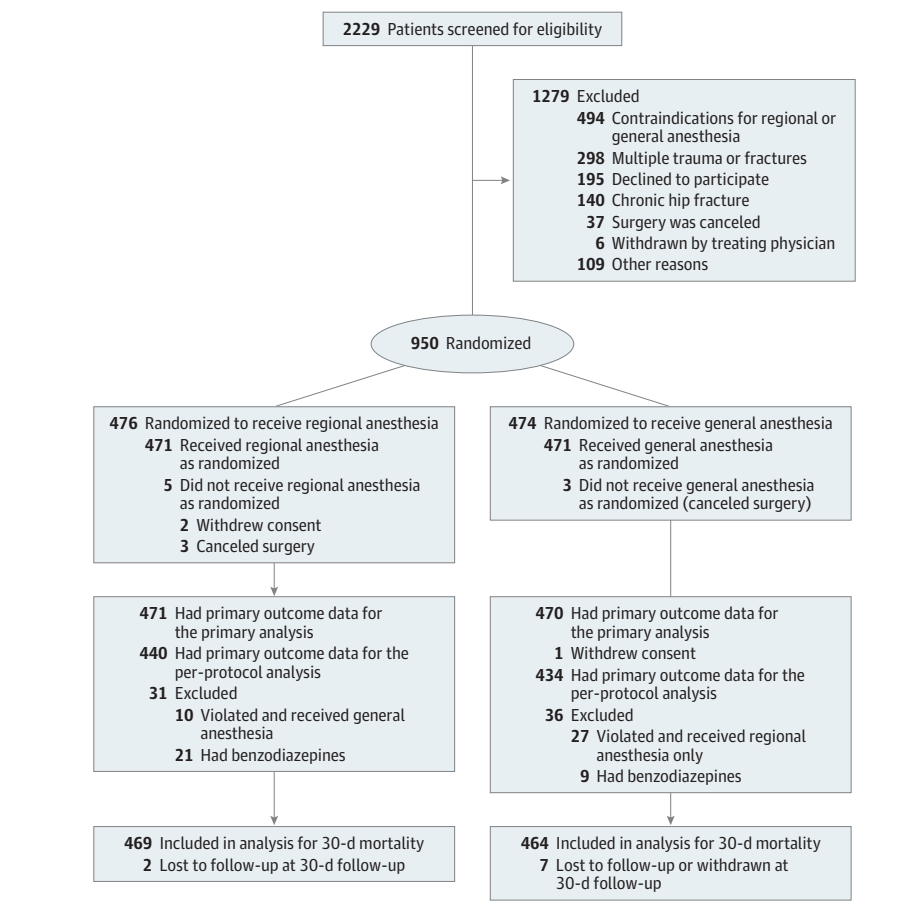 2229 Patients screened for eligibility
1279 Excluded
494 Contraindications for regional or
general anesthesia
298 Multiple trauma or fractures
195 Declined to participate
140 Chronic hip fracture
37 Surgery was canceled
6 Withdrawn by treating physician
109 Other reasons
950 Randomized
476 Randomized to receive regional anesthesia
471 Received regional anesthesia
as randomized
5 Did not receive regional anesthesia
as randomized
2 Withdrew consent
3 Canceled surgery
474 Randomized to receive general anesthesia
471 Received general anesthesia
as randomized
3 Did not receive general anesthesia
as randomized (canceled surgery)
471 Had primary outcome data for
the primary analysis
440 Had primary outcome data for the
per-protocol analysis
31 Excluded
10 Violated and received general
anesthesia
21 Had benzodiazepines
470 Had primary outcome data for
the primary analysis
1 Withdrew consent
434 Had primary outcome data for the
per-protocol analysis
36 Excluded
27 Violated and received regional
anesthesia only
9 Had benzodiazepines
469 Included in analysis for 30-d mortality
2 Lost to follow-up at 30-d follow-up
464 Included in analysis for 30-d mortality
7 Lost to follow-up or withdrawn at
30-d follow-up